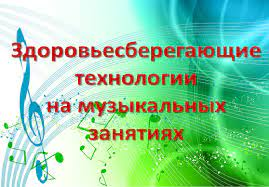 Здоровьесберегающие
технологии
на музыкальных
занятиях